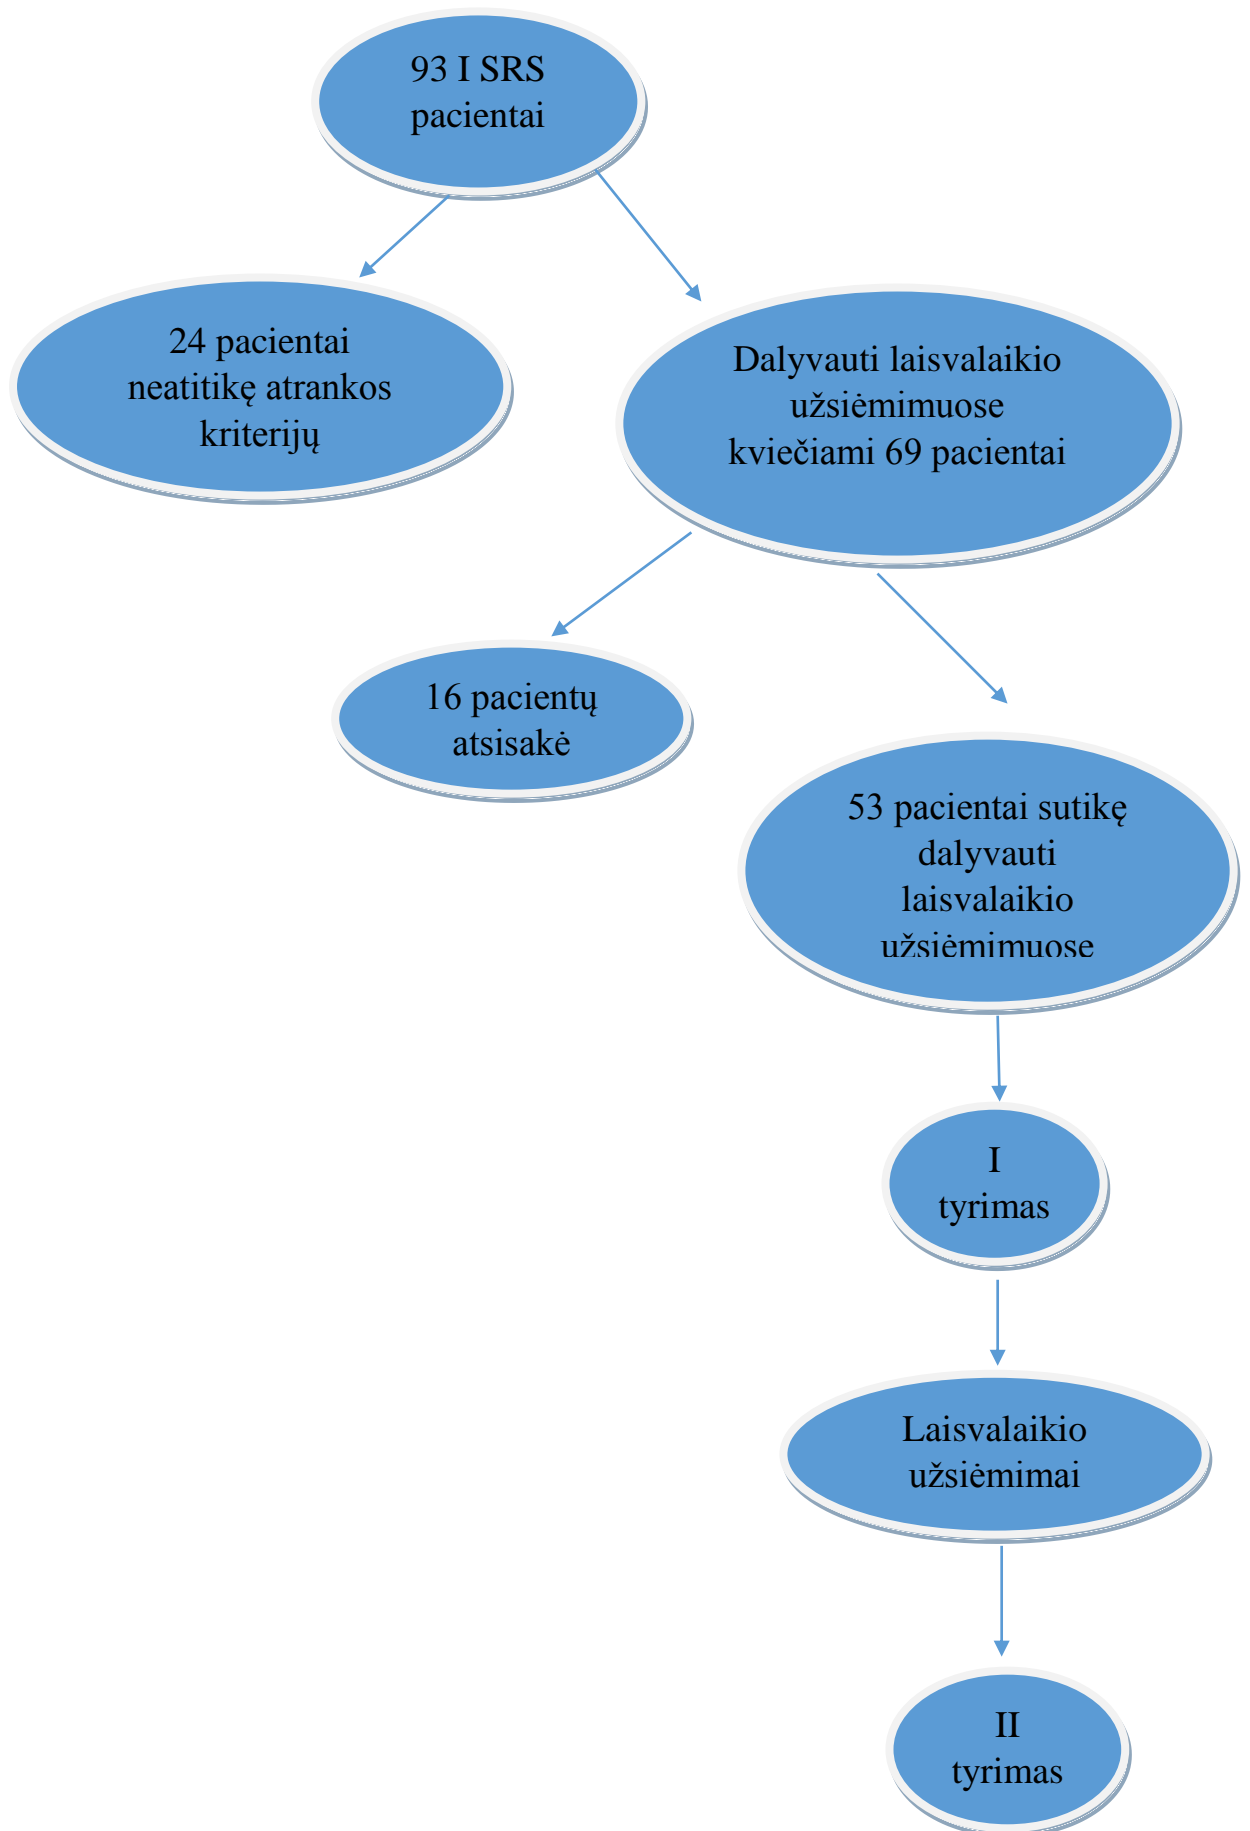 93 I SRS
pacientai
24 pacientai
neatitikę atrankos
kriterijų
Dalyvauti laisvalaikio
užsiėmimuose
kviečiami 69 pacientai
16 pacientų
atsisakė
53 pacientai sutikę
dalyvauti
laisvalaikio
užsiėmimuose
I
tyrimas
Laisvalaikio
užsiėmimai
II
tyrimas